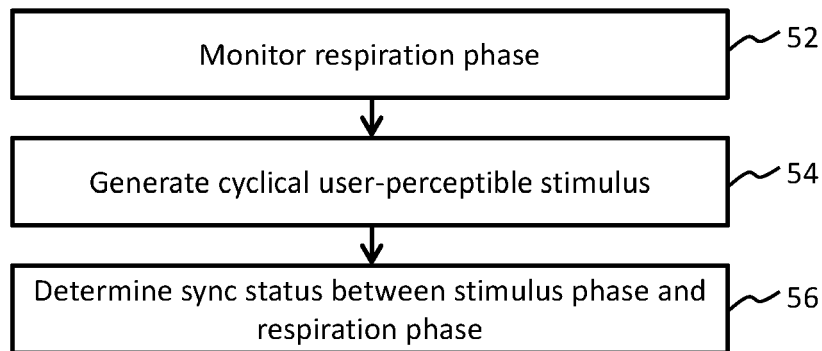 Monitor respiration phase
52
Generate cyclical user-perceptible stimulus
54
Determine sync status between stimulus phase and
respiration phase
56